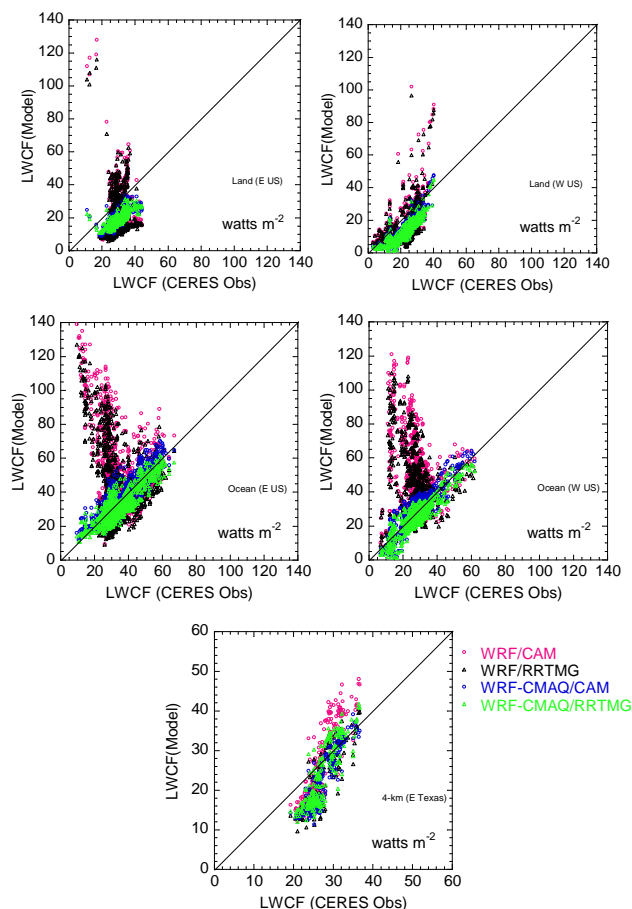 140
120
100
80
60
40
20
0
LWCF(Model)
Land (E US)
watts m-2
0 20 40 60 80 100 120 140
LWCF (CERES Obs)
140
120
100
80
60
40
20
0
LWCF(Model)
Land (W US)
watts m-2
0 20 40 60 80 100 120 140
LWCF (CERES Obs)
140
120
100
80
60
40
20
0
LWCF(Model)
Ocean (E US)
watts m-2
0 20 40 60 80 100 120 140
LWCF (CERES Obs)
140
120
100
80
60
40
20
0
LWCF(Model)
Ocean (W US)
watts m-2
0 20 40 60 80 100 120 140
LWCF (CERES Obs)
60
50
40
30
20
10
0
LWCF(Model)
4-km (E Texas)
watts m-2
0 10 20 30 40 50 60
LWCF (CERES Obs)
WRF/CAM
WRF/RRTMG
WRF-CMAQ/CAM
WRF-CMAQ/RRTMG